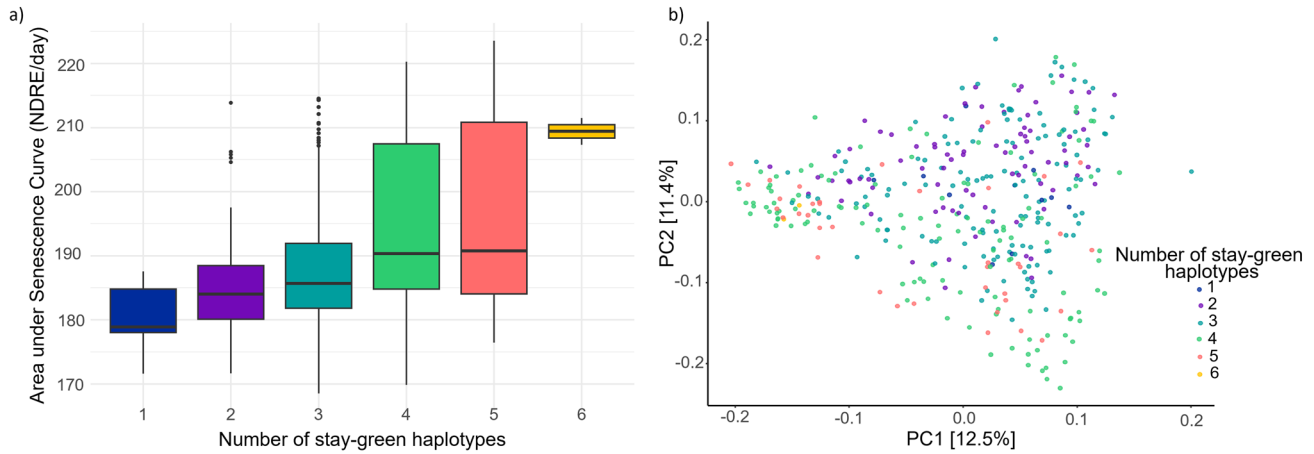 a)
Area under Senescence Curve (NDRE/day)
220
210
200
190
180
170
1 2 3 4 5 6
Number of stay-green haplotypes
b)
PC2 [11.4%]
0.2
0.1
0.0
-0.1
-0.2
-0.2 -0.1 0.0 0.1 0.2
PC1 [12.5%]
Number of stay-green
haplotypes
1
2
3
4
5
6